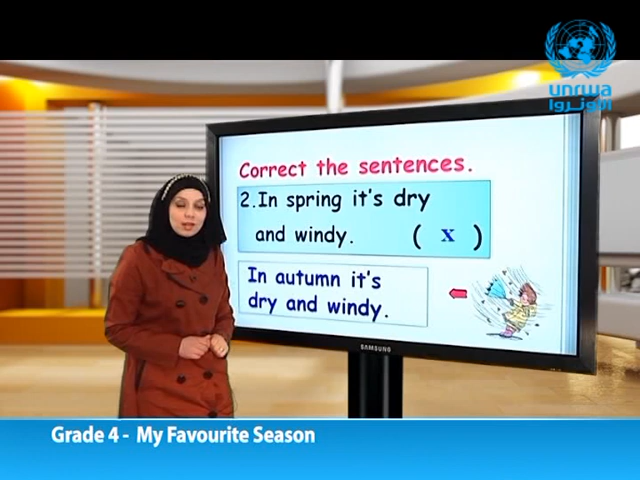 unrwa
الأونروا
Correct the sentences.
2. In spring it's dry
and windy. ( x )
In autumn it's
dry and windy.
SAMSUNG
Grade 4 - My Favourite Season